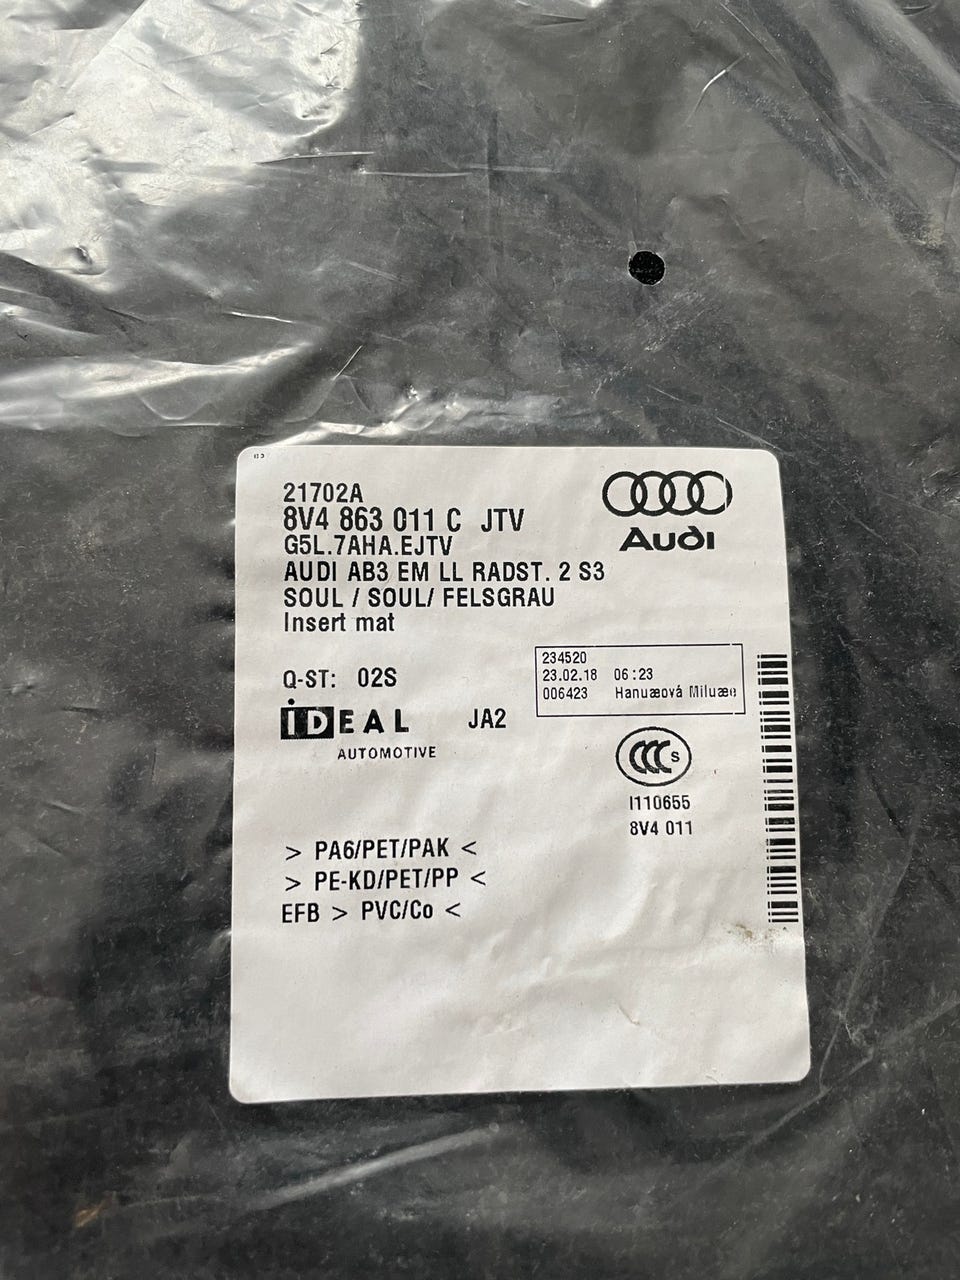 21702A
8V4 863 011 C JTV
G5L.7AHA.EJTV
AUDI AB3 EM LL RADST. 2 S3
SOUL / SOUL/ FELSGRAU
Insert mat
Audi
Q-ST: 02S
234520
23.02.18 06:23
006423 Hanuæová Miluæe
iDEAL JA2
AUTOMOTIVE
CCC S
I110655
8V4 011
> PA6/PET/PAK <
> PE-KD/PET/PP <
EFB > PVC/Co <